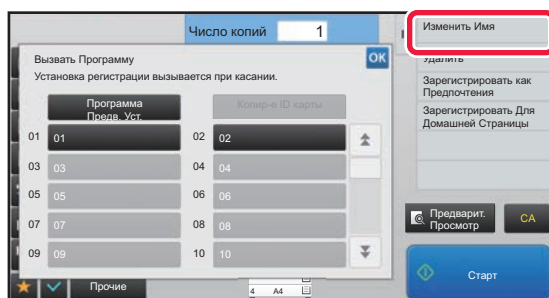 Число копий 1
Изменить Имя
Удалить
Зарегистрировать как
Предпочтения
Зарегистрировать Для
Домашней Страницы
Вызвать Программу
OK
Установка регистрации вызывается при касании.
Программа
Предв. Уст.
Копир-е ID карты
01 01
02 02
03 03
04 04
05 05
06 06
07 07
08 08
09 09
10 10
Предварит.
Просмотр
CA
Старт
Прочие
4 A4